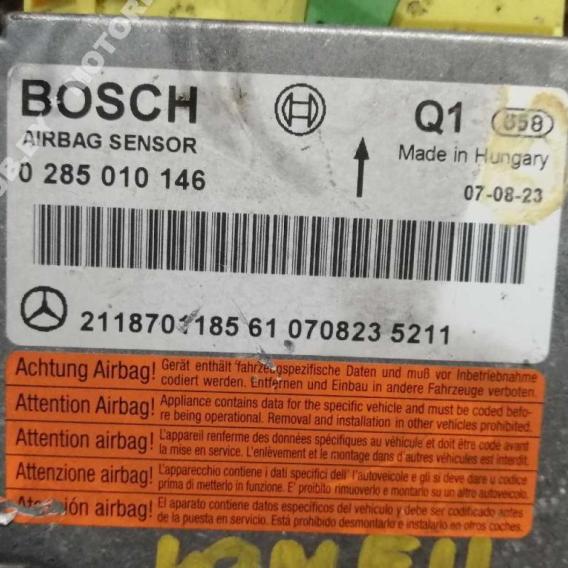 BOSCH
Q1
658
AIRBAG SENSOR
Made in Hungary
0 285 010 146
07-08-23
2118701185 61 070823 5211
Achtung Airbag! Gerät enthält fahrzeugspezifische Daten und muß vor Inbetriebnahme
codiert werden. Entfernen und Einbau in andere Fahrzeuge verboten.
Attention Airbag! Appliance contains data for the specific vehicle and must be coded befo-
re being operational. Removal and installation in other vehicles prohibited.
Attention airbag! L'appareil renferme des données spécifiques au véhicule et doit être codé avant
la mise en service. L'enlèvement et le montage dans d'autres véhicules est interdit.
Attenzione airbag! L'apparecchio contiene i dati specifici dell' l'autoveicolo e gli si deve dare u codice
prima di metterlo in funzione. E' proibito rimuoverlo e montarlo su un altro autoveicolo.
Atención airbag! El aparato contiene datos específicos del vehículo y debe ser codificado antes
de la puesta en servicio. Está prohibido desmontarlo e instalarlo en otros coches.